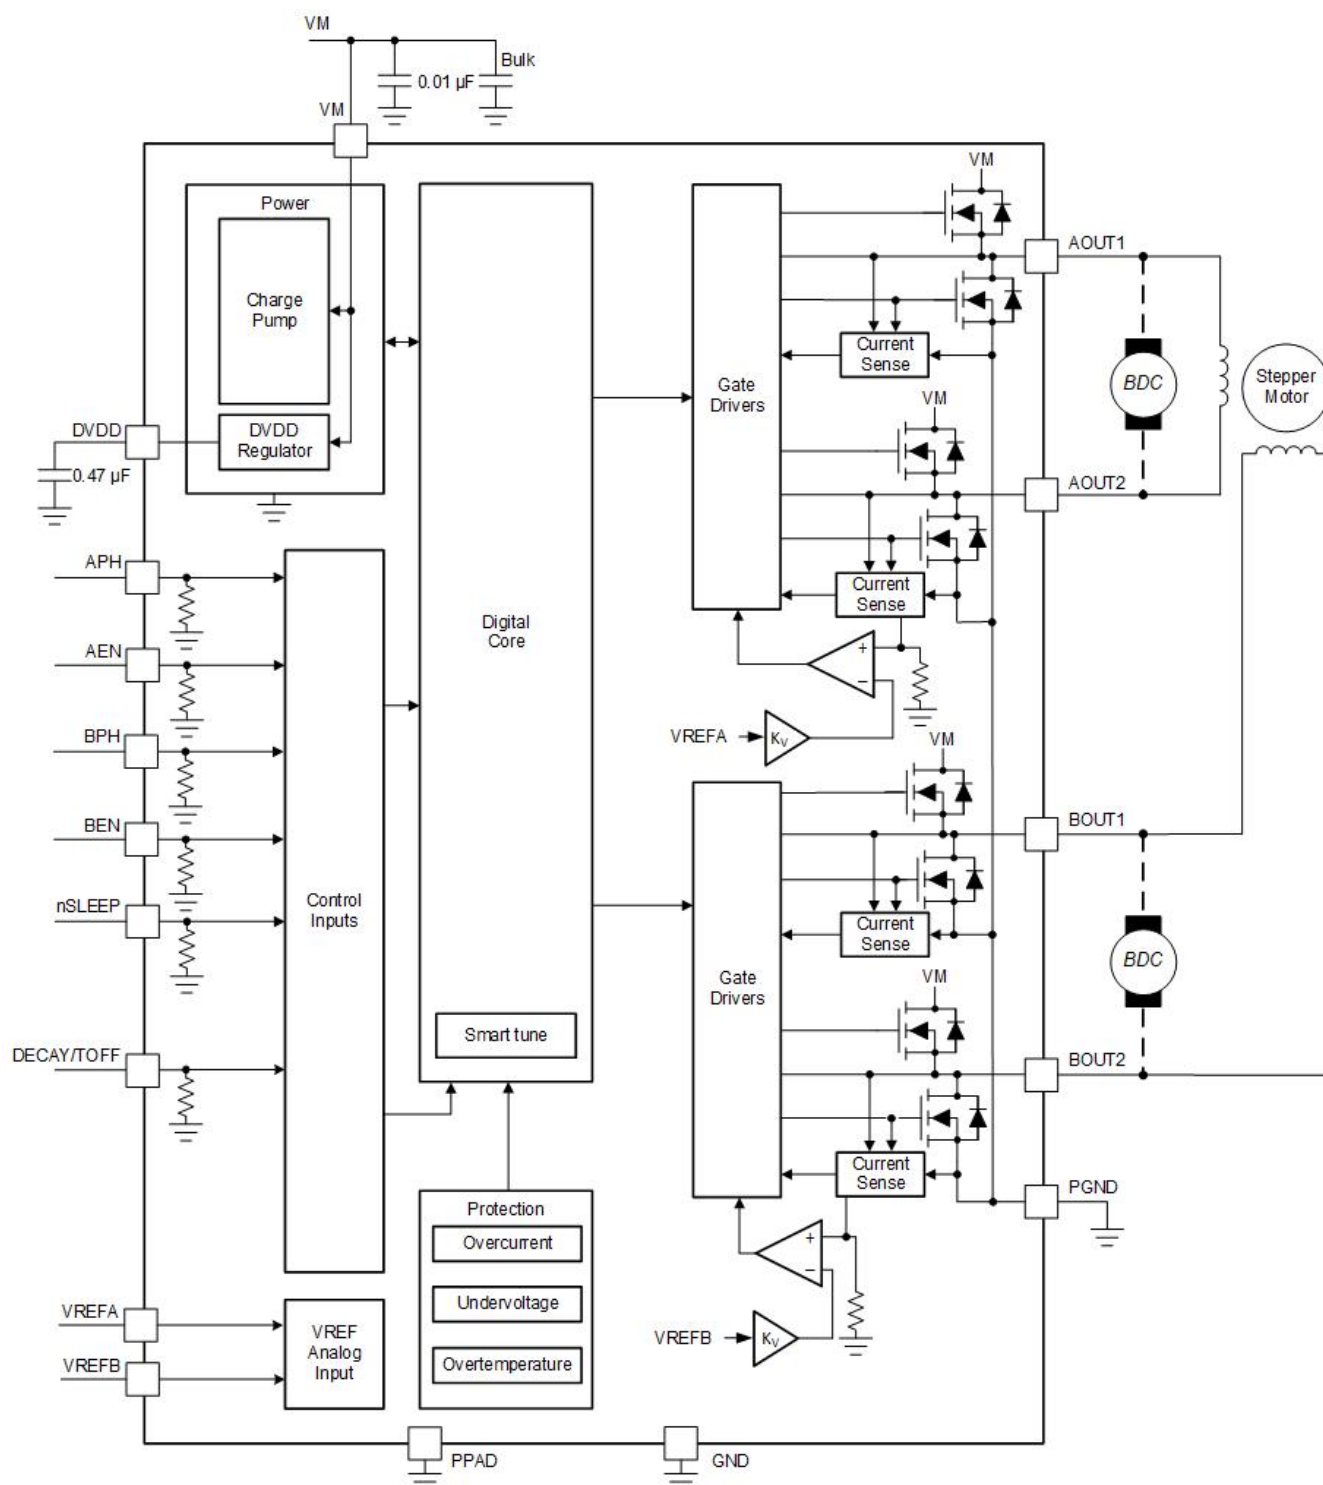 VM
Bulk
0.01 µF
VM
Power
Charge
Pump
DVDD
DVDD
Regulator
0.47 µF
APH
AEN
BPH
BEN
nSLEEP
DECAY/TOFF
Control
Inputs
VREFA
VREFB
VREF
Analog
Input
Digital
Core
Smart tune
Protection
Overcurrent
Undervoltage
Overtemperature
PPAD
GND
Gate
Drivers
VM
AOUT1
Current
Sense
VM
AOUT2
Current
Sense
+
−
VREFA
KV
BDC
Stepper
Motor
Gate
Drivers
VM
BOUT1
Current
Sense
VM
BOUT2
Current
Sense
+
−
VREFB
KV
BDC
PGND